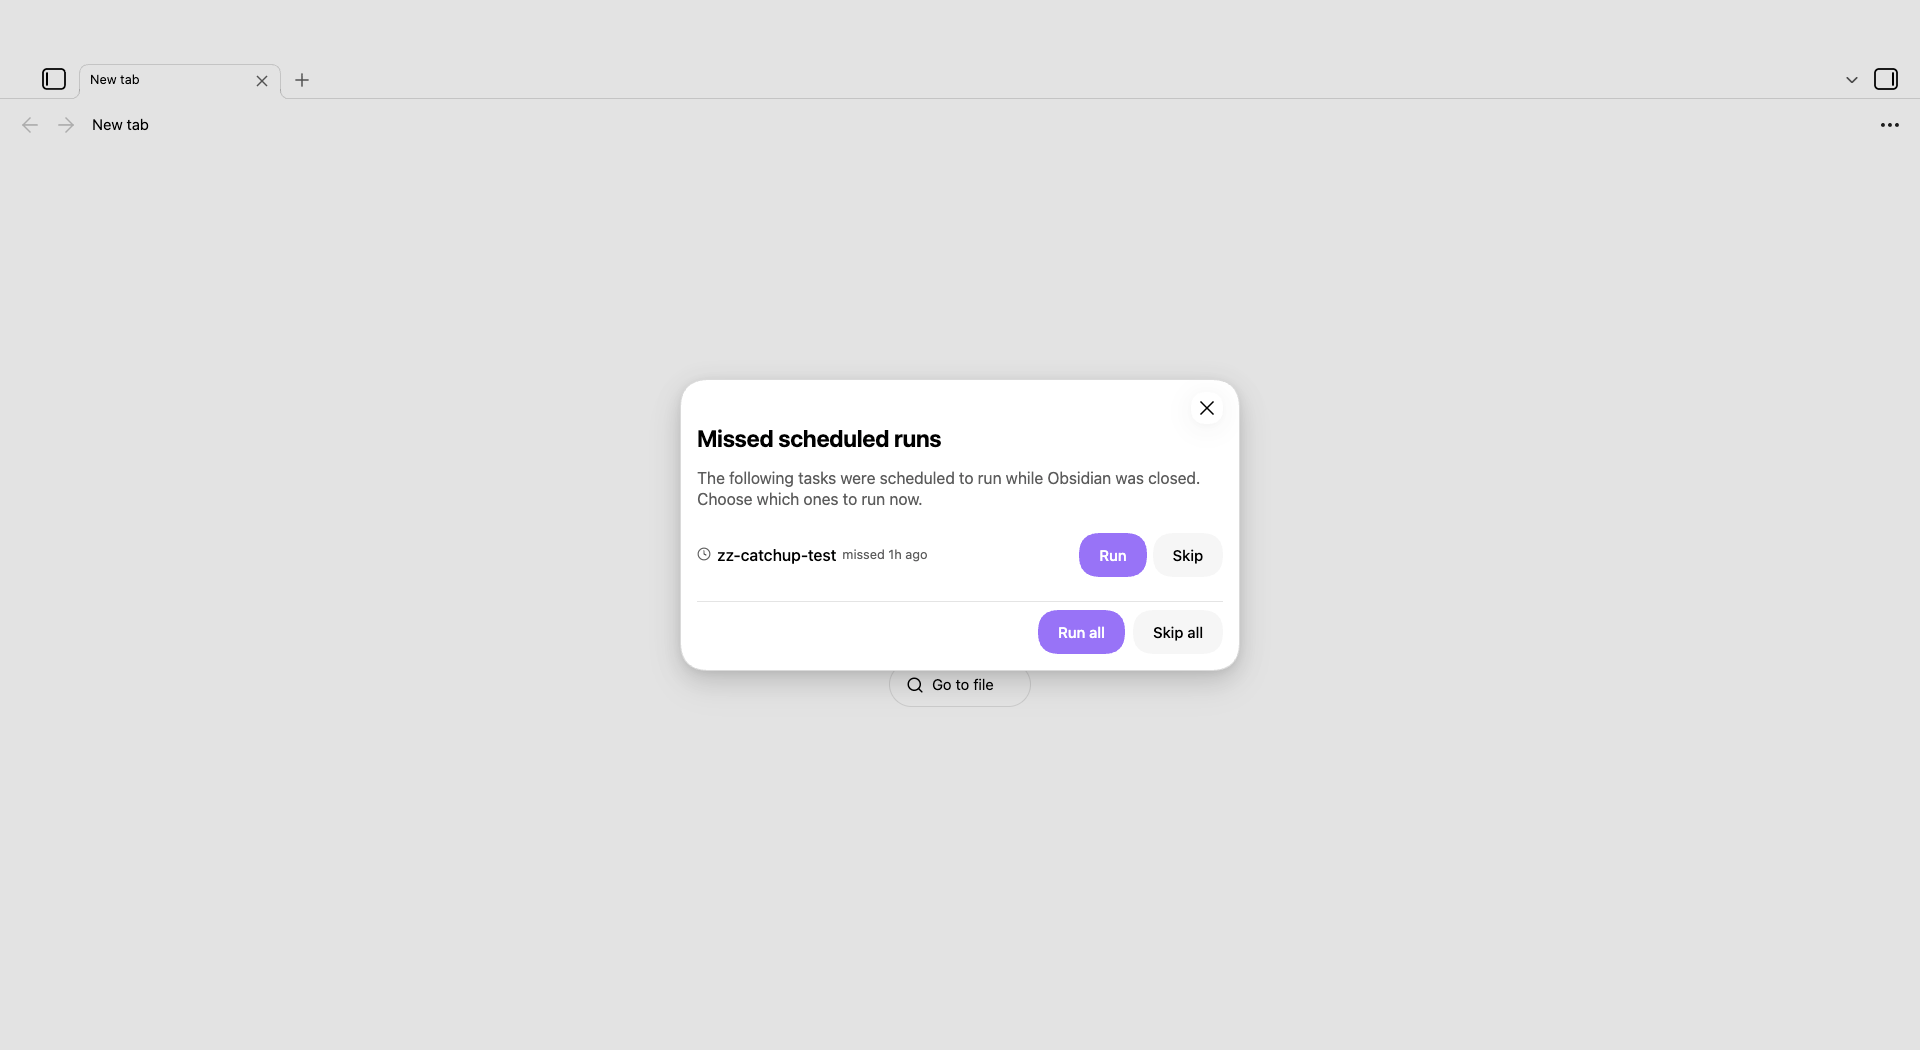 New tab
New tab
Missed scheduled runs
The following tasks were scheduled to run while Obsidian was closed.
Choose which ones to run now.
zz-catchup-test missed 1h ago Run Skip
Run all Skip all
Go to file